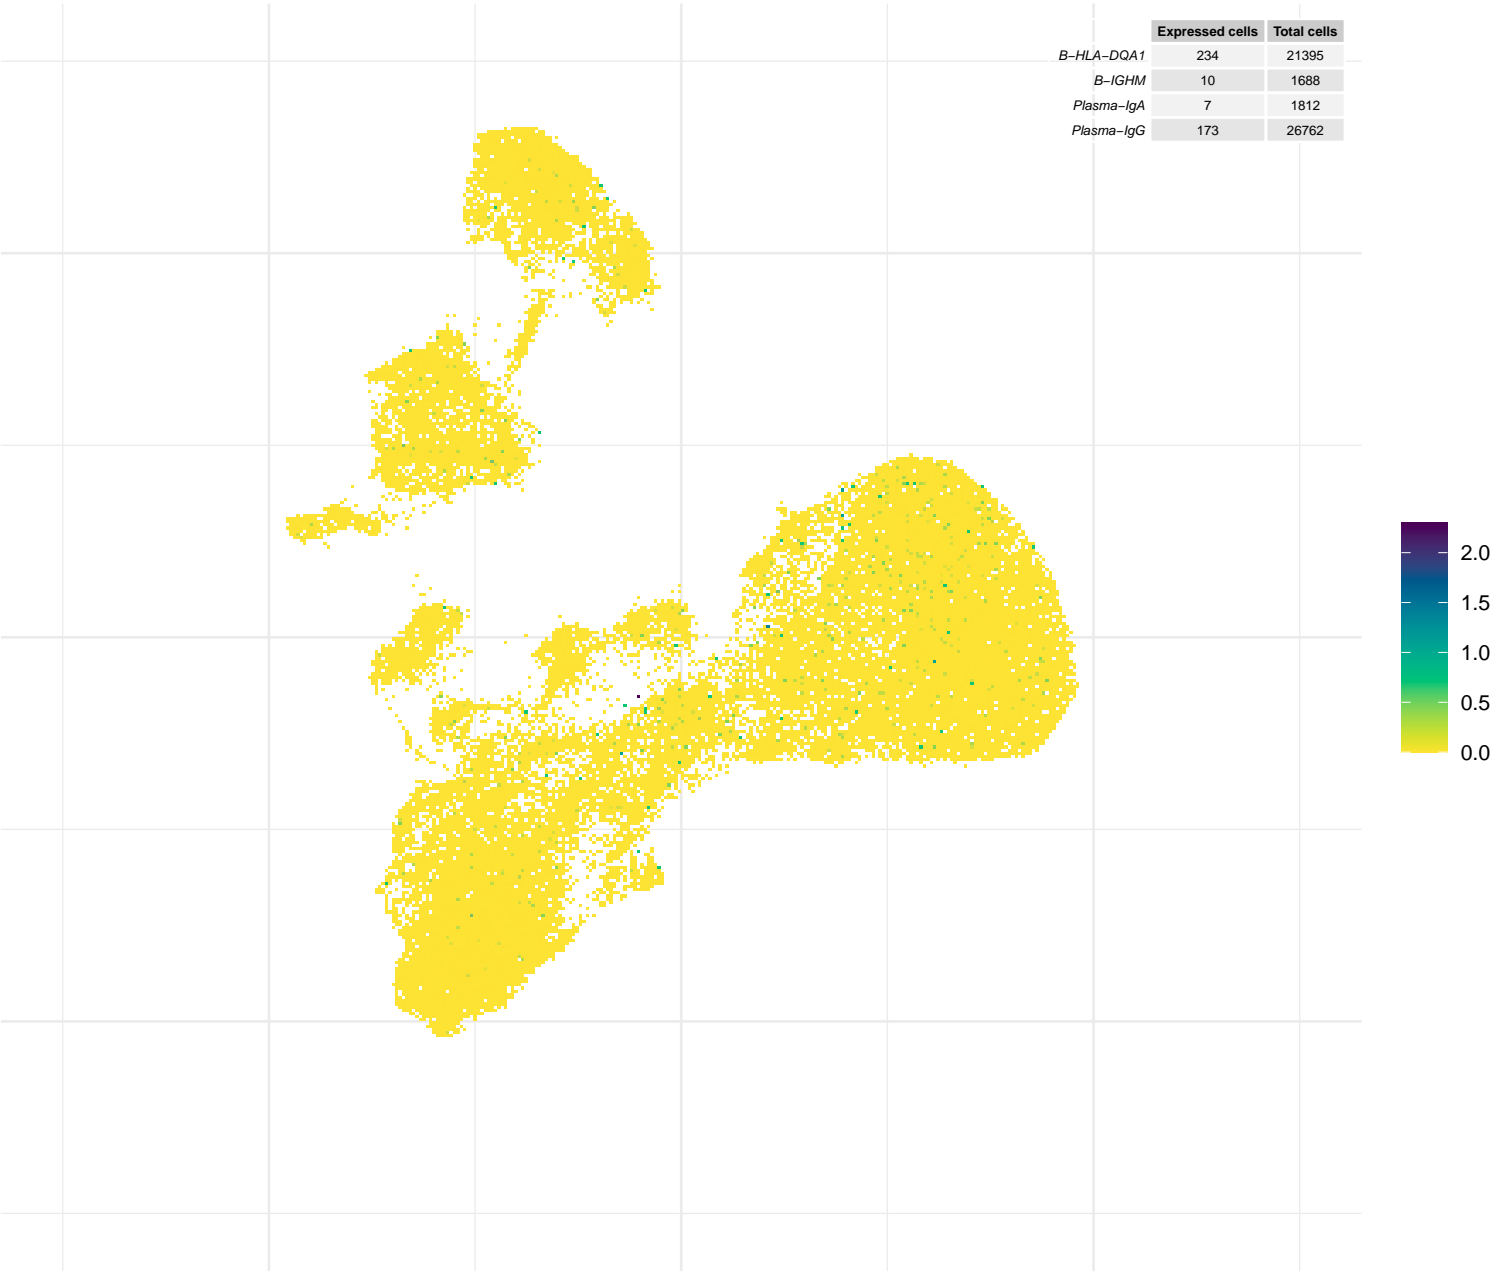 Expressed cells Total cells
B−HLA−DQA1 234 21395
B−IGHM 10 1688
Plasma−IgA 7 1812
Plasma−IgG 173 26762
2.0
1.5
1.0
0.5
0.0